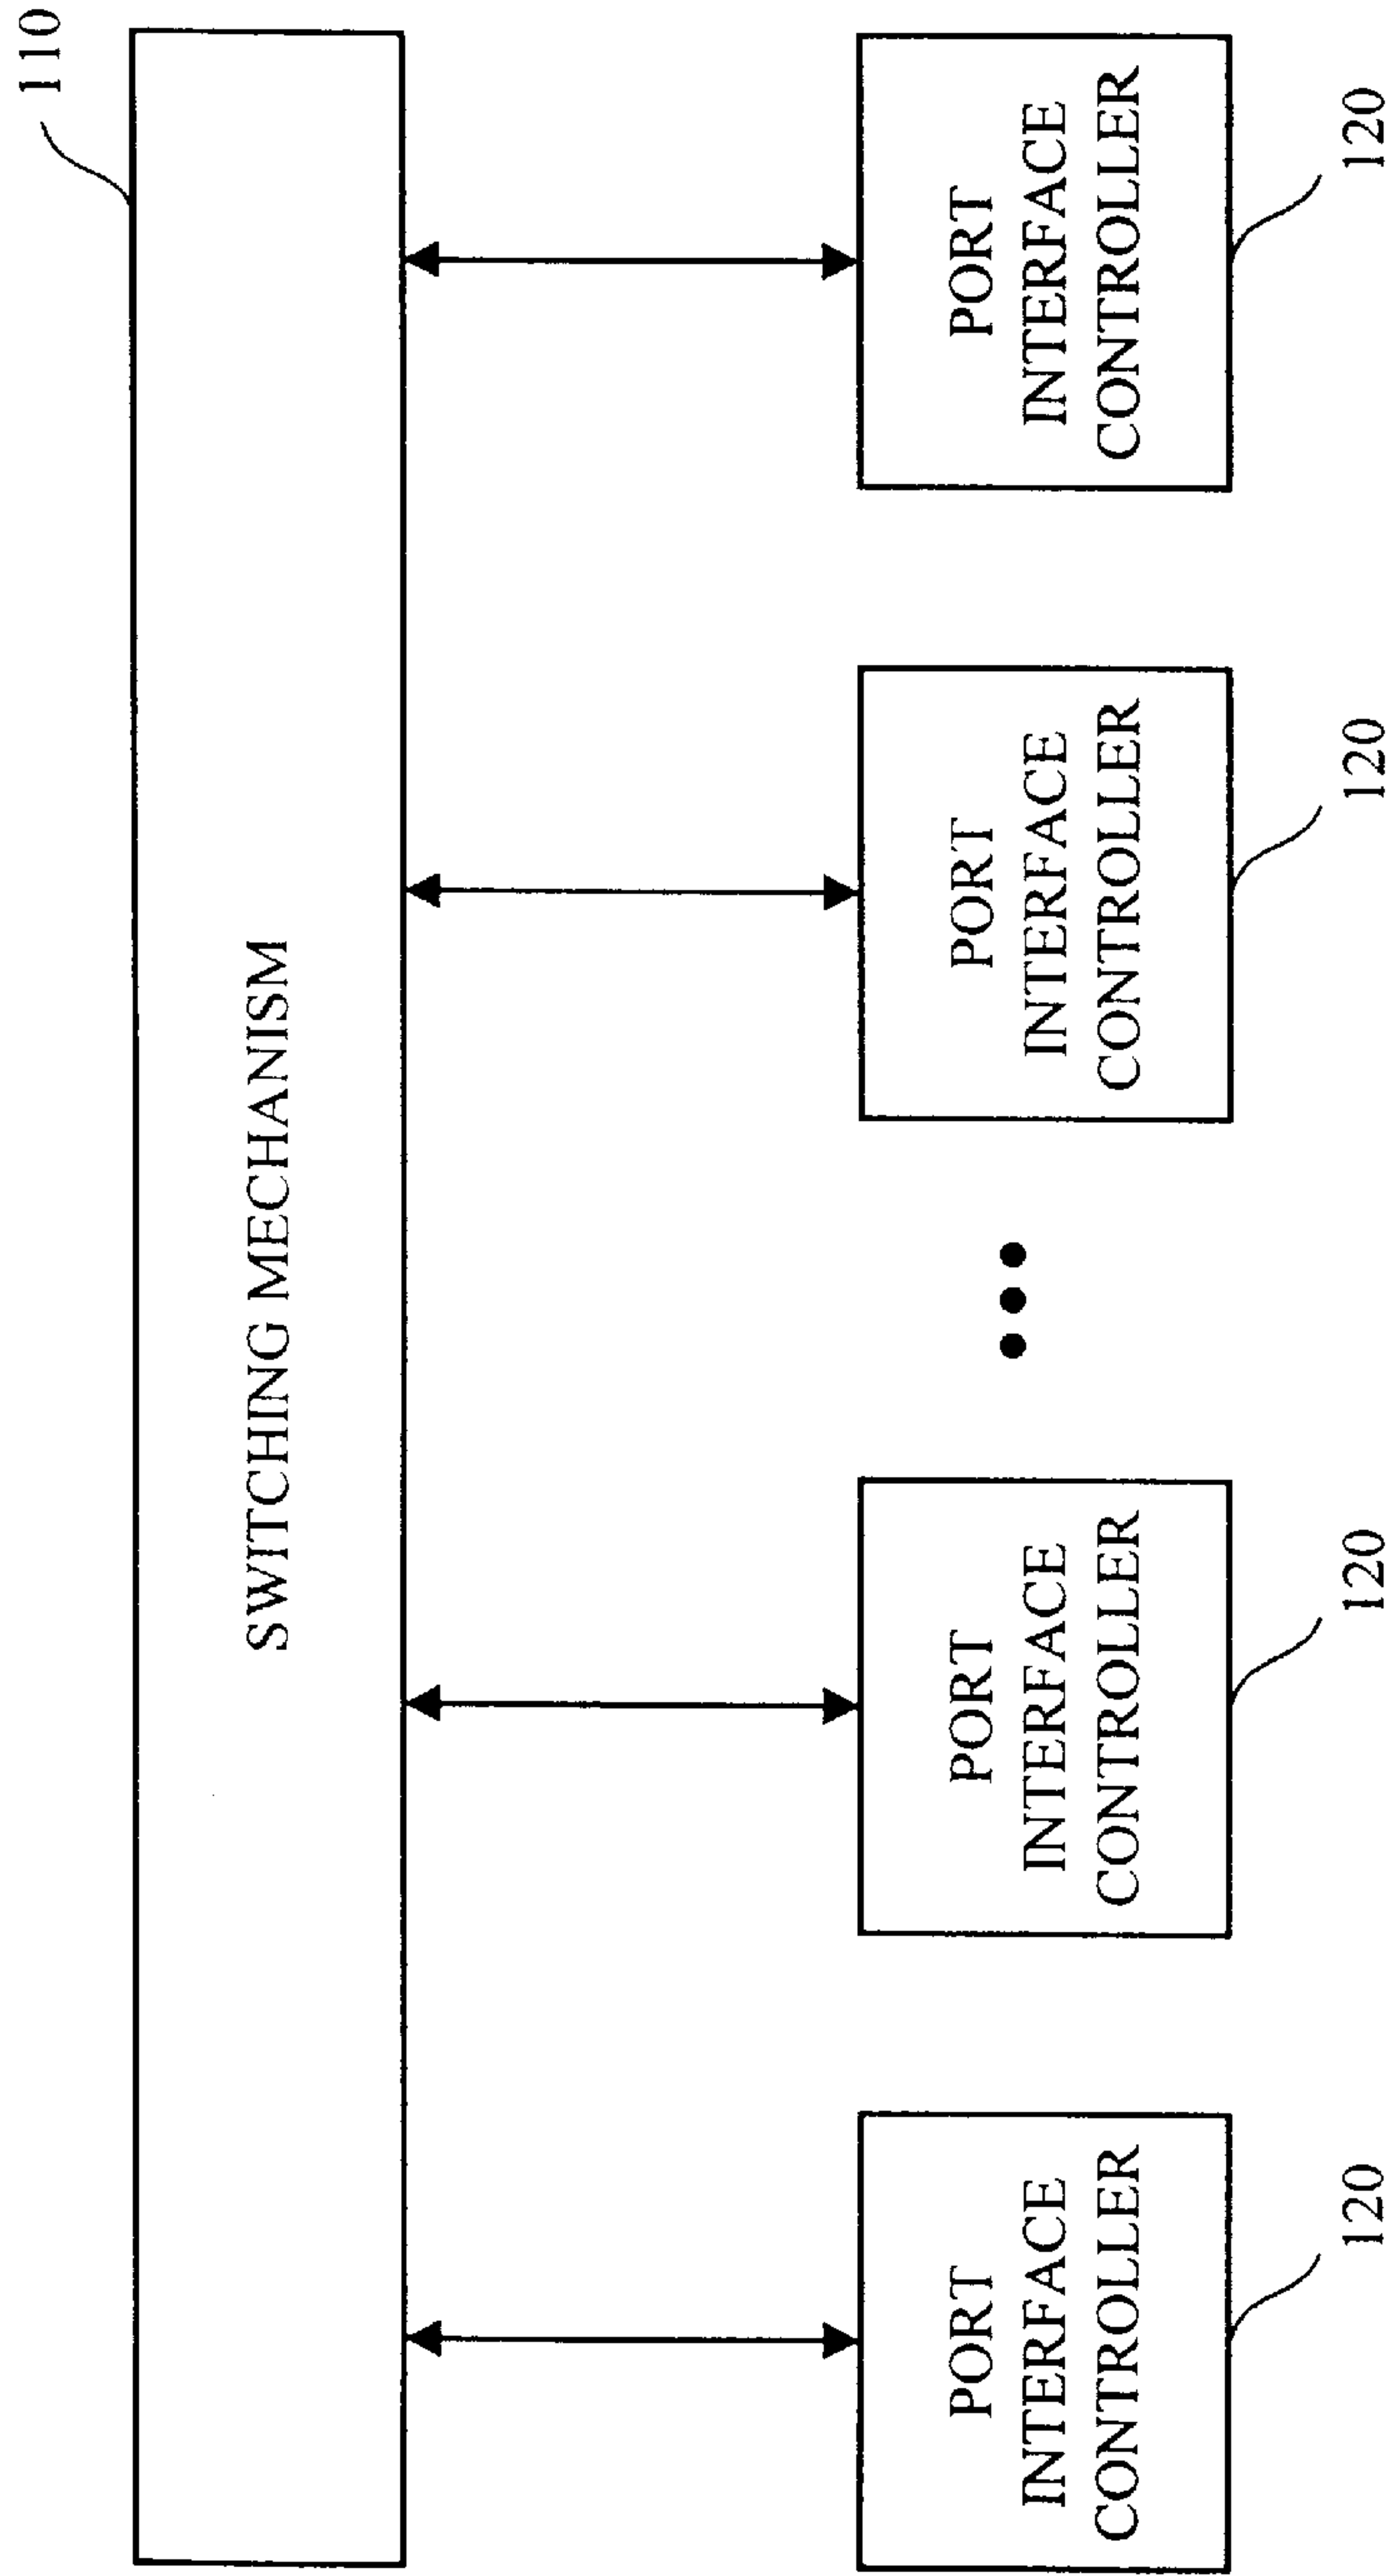 110
SWITCHING MECHANISM
PORT
INTERFACE
CONTROLLER
120
PORT
INTERFACE
CONTROLLER
120
PORT
INTERFACE
CONTROLLER
120
PORT
INTERFACE
CONTROLLER
120